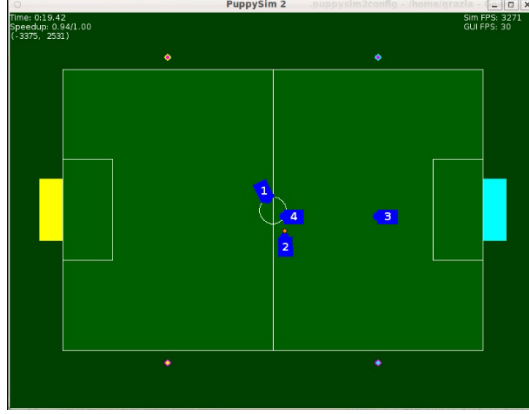 PuppySim 2
Time: 0:19.42
Speedup: 0.94/1.00
(-3375, 2531)
Sim FPS: 3271
GUI FPS: 30
1
4
3
2